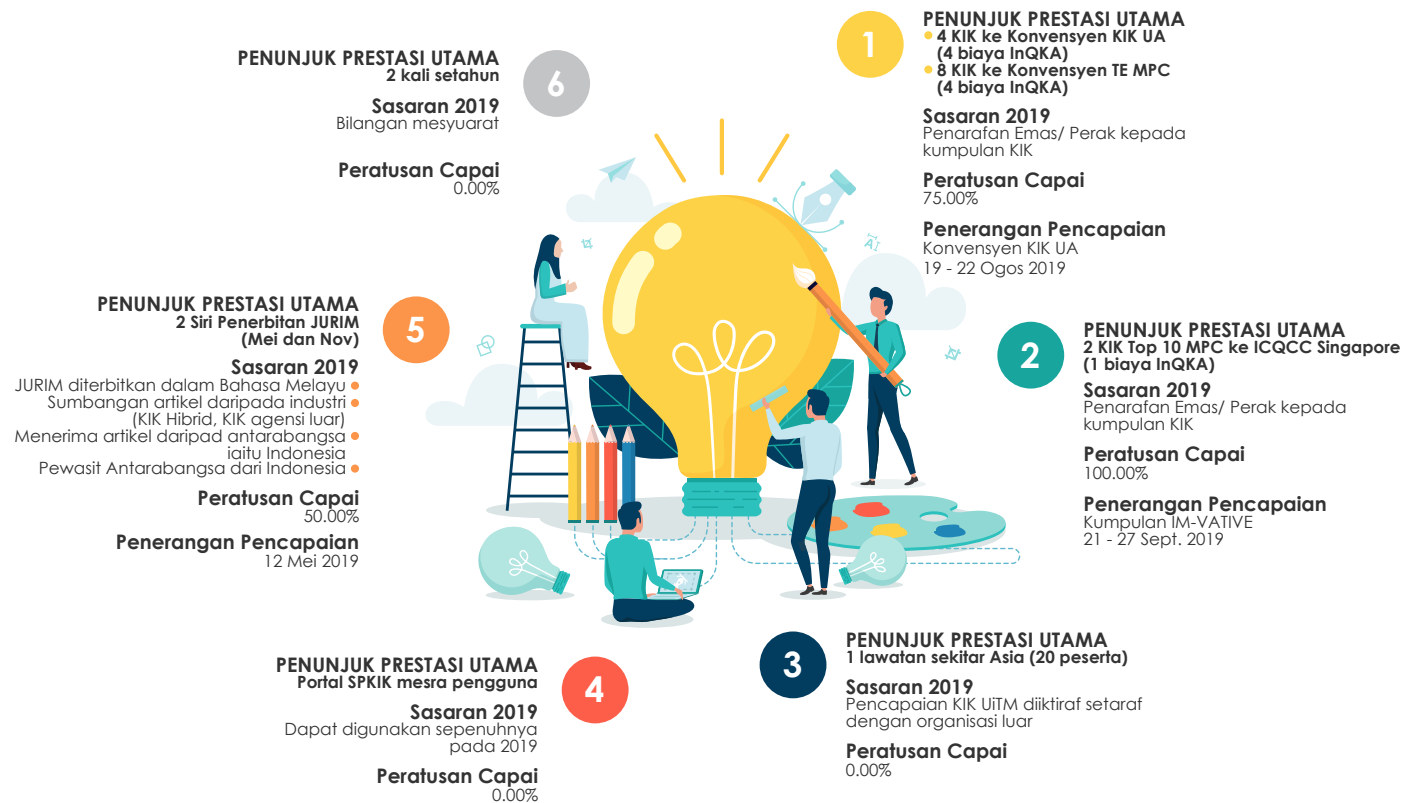 1
PENUNJUK PRESTASI UTAMA
• 4 KIK ke Konvensyen KIK UA
(4 biaya InQKA)
• 8 KIK ke Konvensyen TE MPC
(4 biaya InQKA)
Sasaran 2019
Penarafan Emas/ Perak kepada
kumpulan KIK
Peratusan Capai
75.00%
Penerangan Pencapaian
Konvensyen KIK UA
19 - 22 Ogos 2019
2
PENUNJUK PRESTASI UTAMA
2 KIK Top 10 MPC ke ICQCC Singapore
(1 biaya InQKA)
Sasaran 2019
Penarafan Emas/ Perak kepada
kumpulan KIK
Peratusan Capai
100.00%
Penerangan Pencapaian
Kumpulan IM-VATIVE
21 - 27 Sept. 2019
3
PENUNJUK PRESTASI UTAMA
1 lawatan sekitar Asia (20 peserta)
Sasaran 2019
Pencapaian KIK UiTM diiktiraf setaraf
dengan organisasi luar
Peratusan Capai
0.00%
4
PENUNJUK PRESTASI UTAMA
Portal SPKIK mesra pengguna
Sasaran 2019
Dapat digunakan sepenuhnya
pada 2019
Peratusan Capai
0.00%
5
PENUNJUK PRESTASI UTAMA
2 Siri Penerbitan JURIM
(Mei dan Nov)
Sasaran 2019
JURIM diterbitkan dalam Bahasa Melayu •
Sumbangan artikel daripada industri •
(KIK Hibrid, KIK agensi luar)
Menerima artikel daripad antarabangsa •
iaitu Indonesia
Pewasit Antarabangsa dari Indonesia •
Peratusan Capai
50.00%
Penerangan Pencapaian
12 Mei 2019
6
PENUNJUK PRESTASI UTAMA
2 kali setahun
Sasaran 2019
Bilangan mesyuarat
Peratusan Capai
0.00%
A